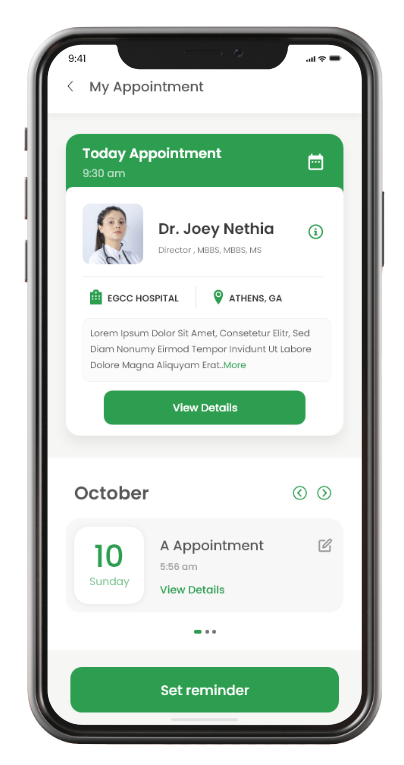 9:41
My Appointment
Today Appointment
9:30 am
Dr. Joey Nethia
Director , MBBS, MBBS, MS
EGCC HOSPITAL
ATHENS, GA
Lorem Ipsum Dolor Sit Amet, Consetetur Elitr, Sed
Diam Nonumy Eirmod Tempor Invidunt Ut Labore
Dolore Magna Aliquyam Erat..More
View Details
October
10
Sunday
A Appointment
5:56 am
View Details
Set reminder